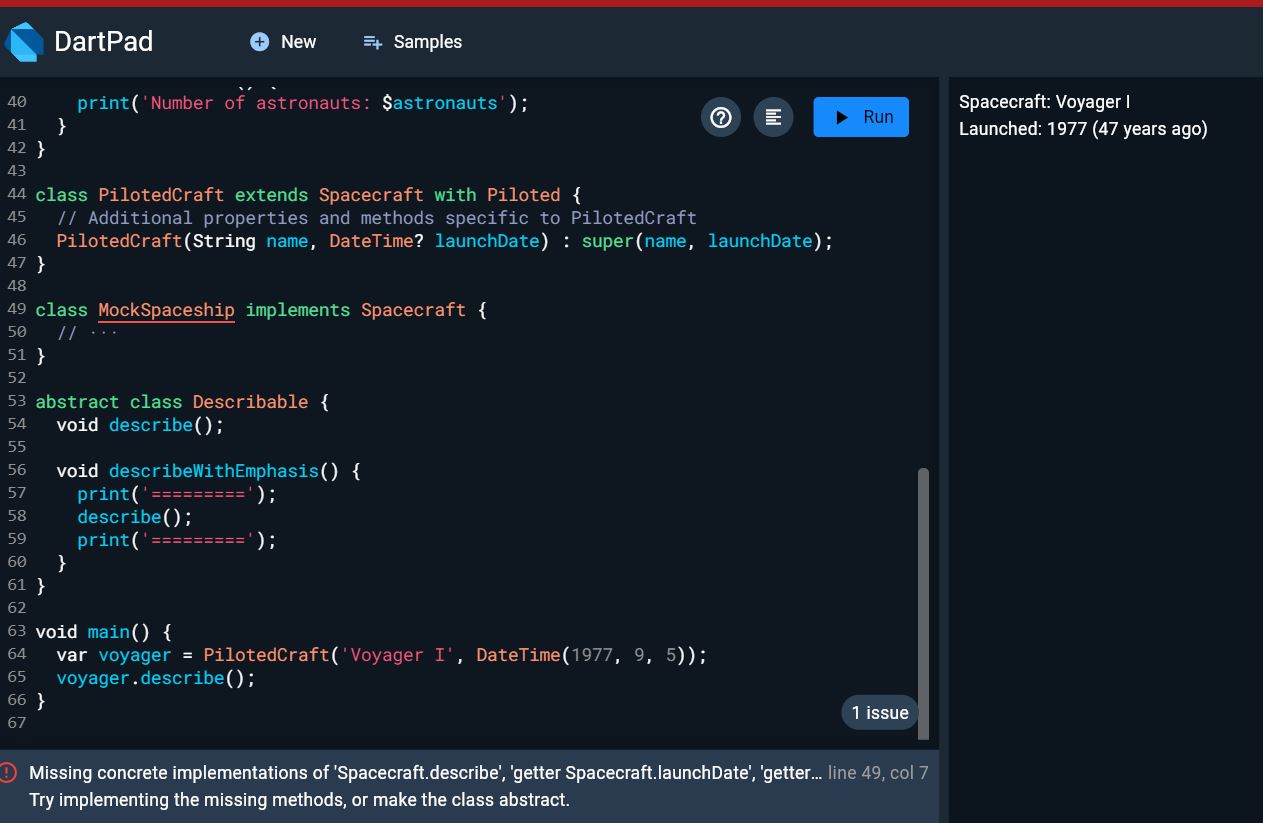 DartPad
New
Samples
40     print('Number of astronauts: $astronauts');
41   }
42 }
43
44 class PilotedCraft extends Spacecraft with Piloted {
45   // Additional properties and methods specific to PilotedCraft
46   PilotedCraft(String name, DateTime? launchDate) : super(name, launchDate);
47 }
48
49 class MockSpaceship implements Spacecraft {
50   // ···
51 }
52
53 abstract class Describable {
54   void describe();
55
56   void describeWithEmphasis() {
57     print('=========');
58     describe();
59     print('=========');
60   }
61 }
62
63 void main() {
64   var voyager = PilotedCraft('Voyager I', DateTime(1977, 9, 5));
65   voyager.describe();
66 }
67
Run
1 issue
Missing concrete implementations of 'Spacecraft.describe', 'getter Spacecraft.launchDate', 'getter... line 49, col 7
Try implementing the missing methods, or make the class abstract.
Spacecraft: Voyager I
Launched: 1977 (47 years ago)